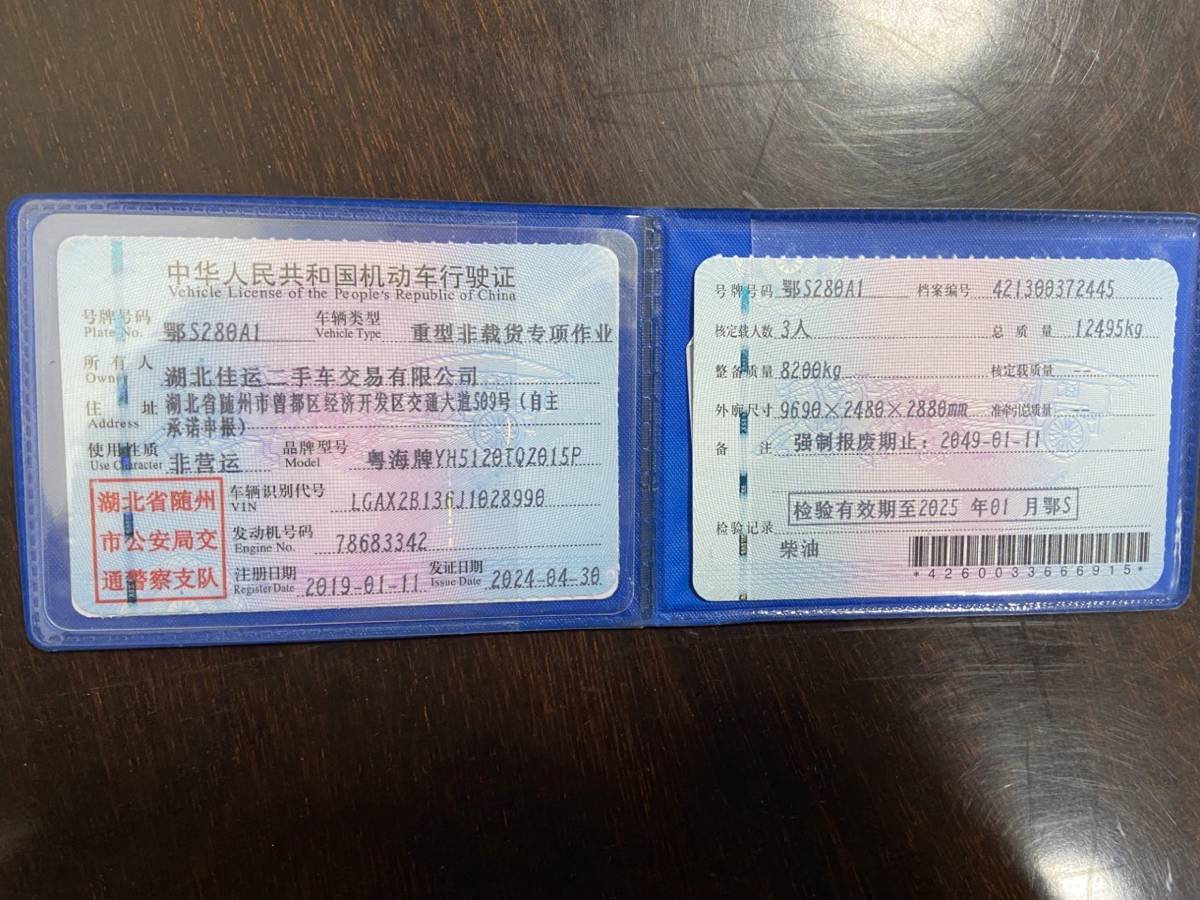 中华人民共和国机动车行驶证
Vehicle License of the People's Republic of China
号牌号码 Plate No. 鄂S280A1 车辆类型 Vehicle Type 重型非载货专项作业
所有人 Owner 湖北佳运二手车交易有限公司
住址 Address 湖北省随州市曾都区经济开发区交通大道509号(自主
承诺申报)
使用性质 Use Character 非营运 品牌型号 Model 粤海牌YH5120TQZ015P
湖北省随州
市公安局交
通警察支队
车辆识别代号 VIN LGAX2B136J1028990
发动机号码 Engine No. 78683342
注册日期 Register Date 2019-01-11 发证日期 Issue Date 2024-04-30
号牌号码 鄂S280A1 档案编号 421300372445
核定载人数 3人 总质量 12495kg
整备质量 8200kg 核定载质量 --
外廓尺寸 9690×2480×2880mm 准牵引总质量 --
备注 强制报废期止:2049-01-11
检验记录 检验有效期至2025 年01 月鄂S
柴油
*4260033666915*